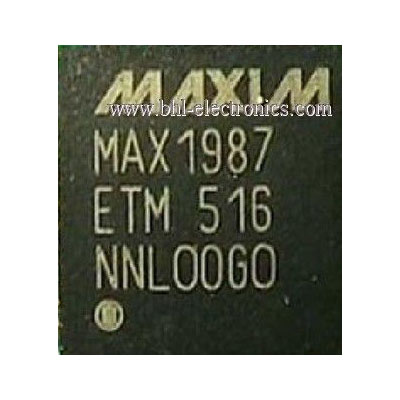 MAXIM
www.bhl-electronics.com
MAX1987
ETM 516
NNL00G0